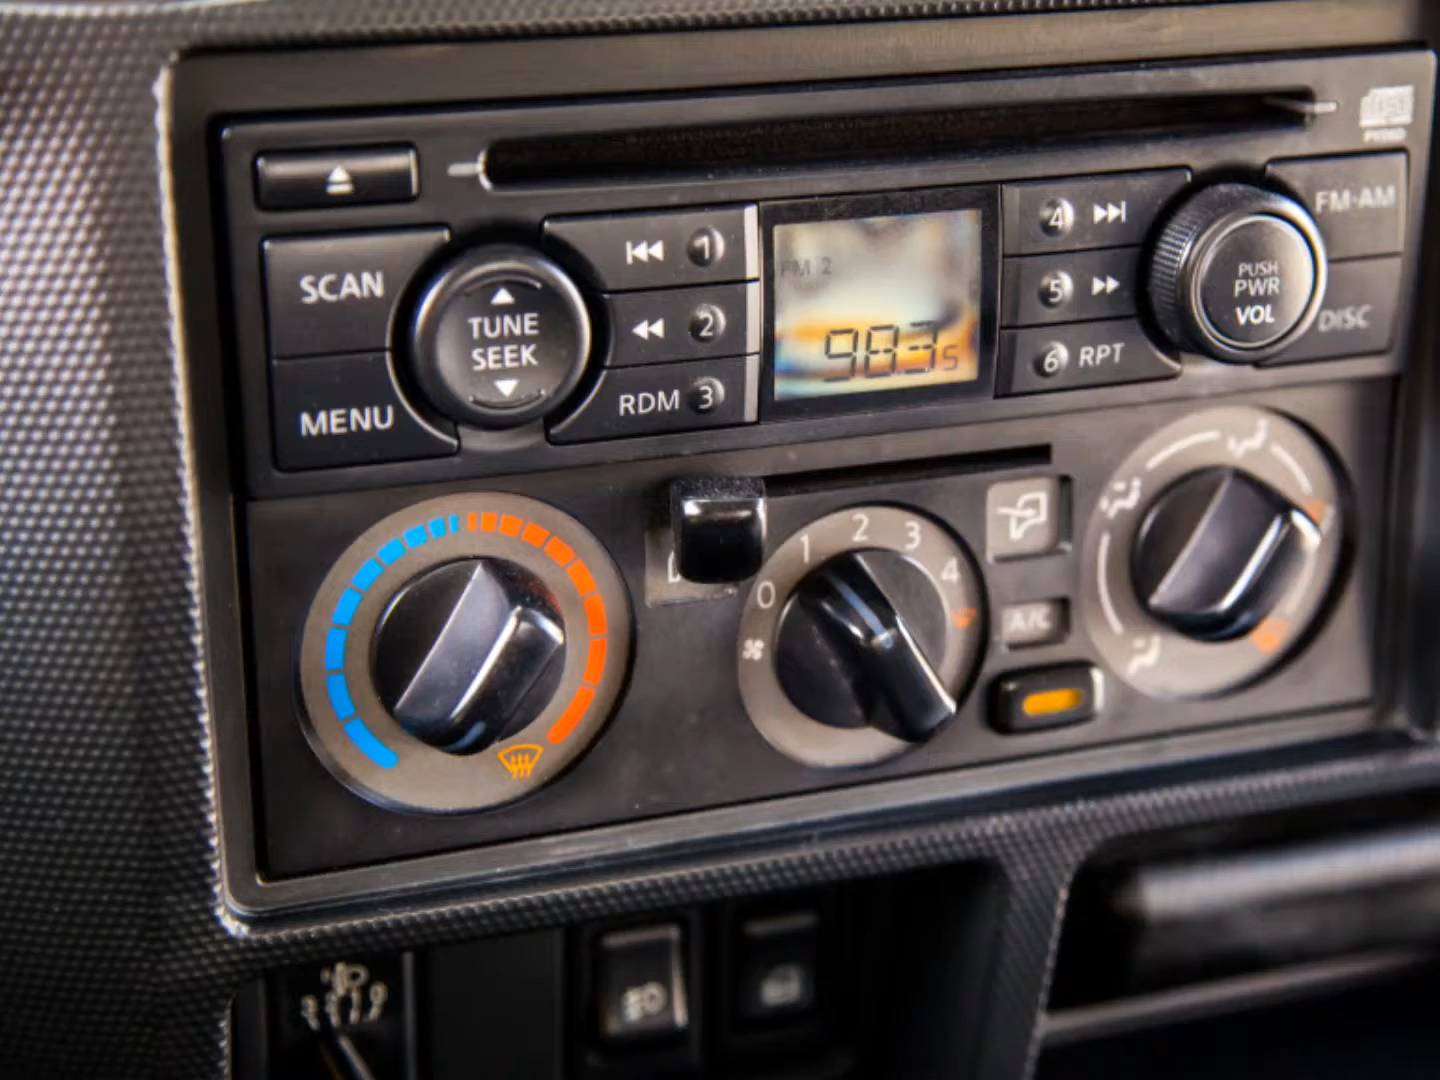 SCAN
MENU
TUNE
SEEK
1
2
RDM 3
FM 2
98.3
4
5
6 RPT
FM·AM
PUSH
PWR
VOL
DISC
0 1 2 3 4
A/C